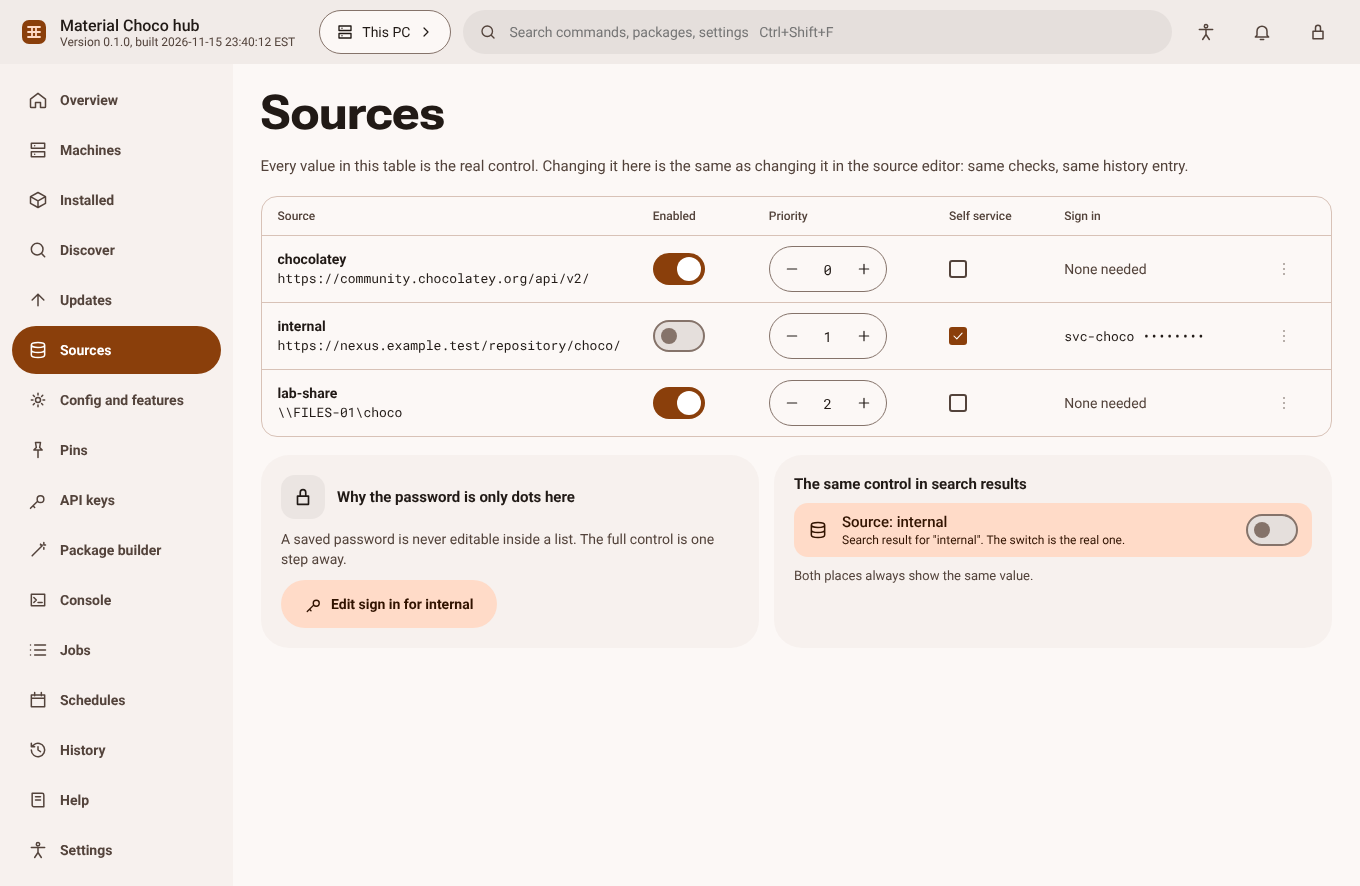 Material Choco hub
Version 0.1.0, built 2026-11-15 23:40:12 EST
This PC
Search commands, packages, settings Ctrl+Shift+F
Overview
Machines
Installed
Discover
Updates
Sources
Config and features
Pins
API keys
Package builder
Console
Jobs
Schedules
History
Help
Settings
Sources
Every value in this table is the real control. Changing it here is the same as changing it in the source editor: same checks, same history entry.
Source Enabled Priority Self service Sign in
chocolatey
https://community.chocolatey.org/api/v2/
0
None needed
internal
https://nexus.example.test/repository/choco/
1
svc-choco ••••••••
lab-share
\\FILES-01\choco
2
None needed
Why the password is only dots here
A saved password is never editable inside a list. The full control is one
step away.
Edit sign in for internal
The same control in search results
Source: internal
Search result for "internal". The switch is the real one.
Both places always show the same value.